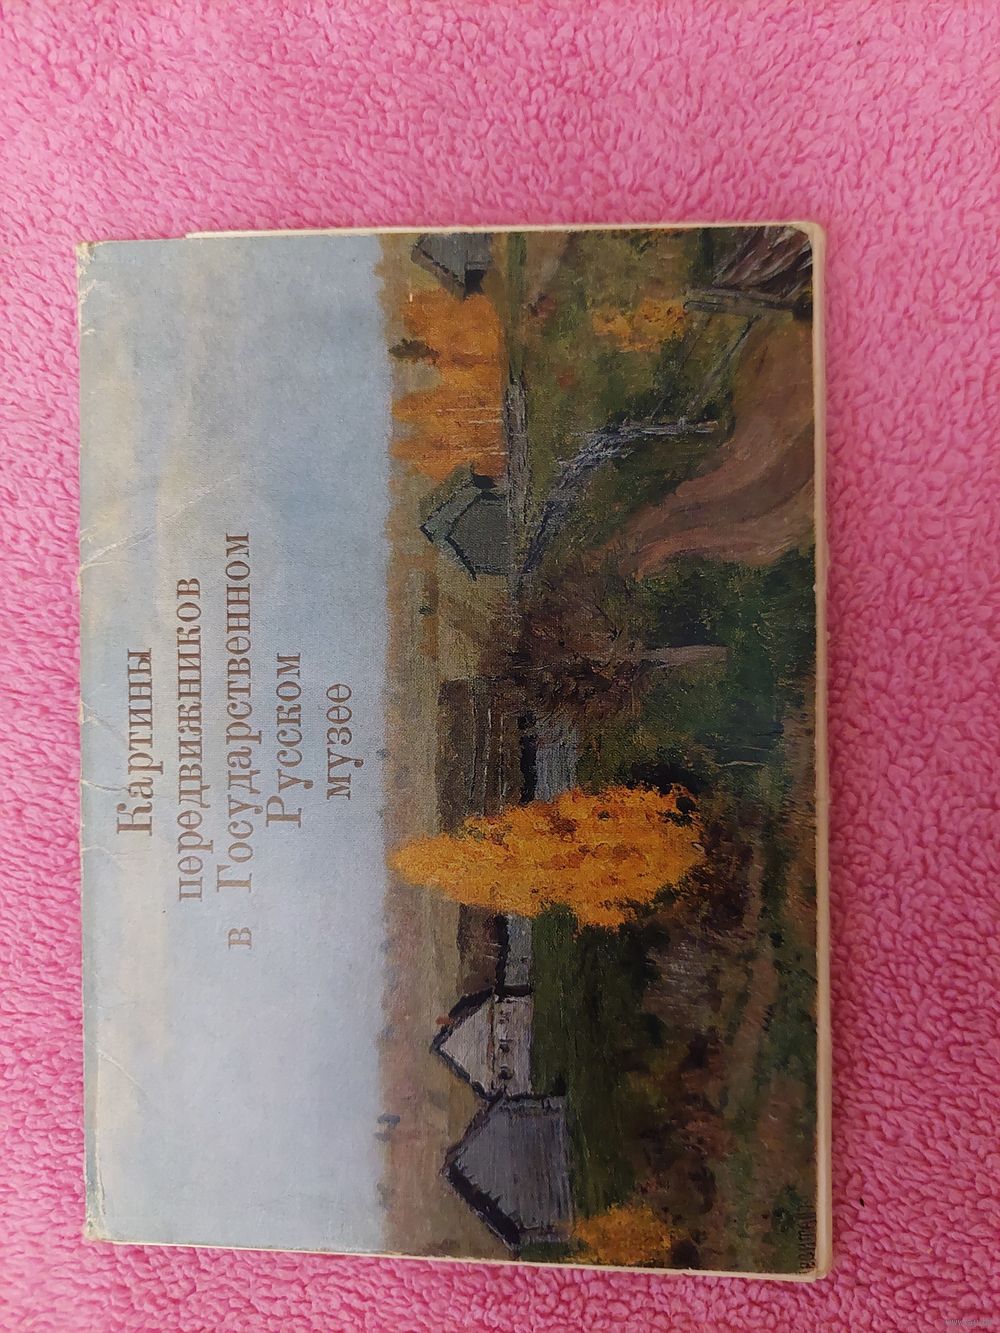 Картины
передвижников
в Государственном
Русском
музее